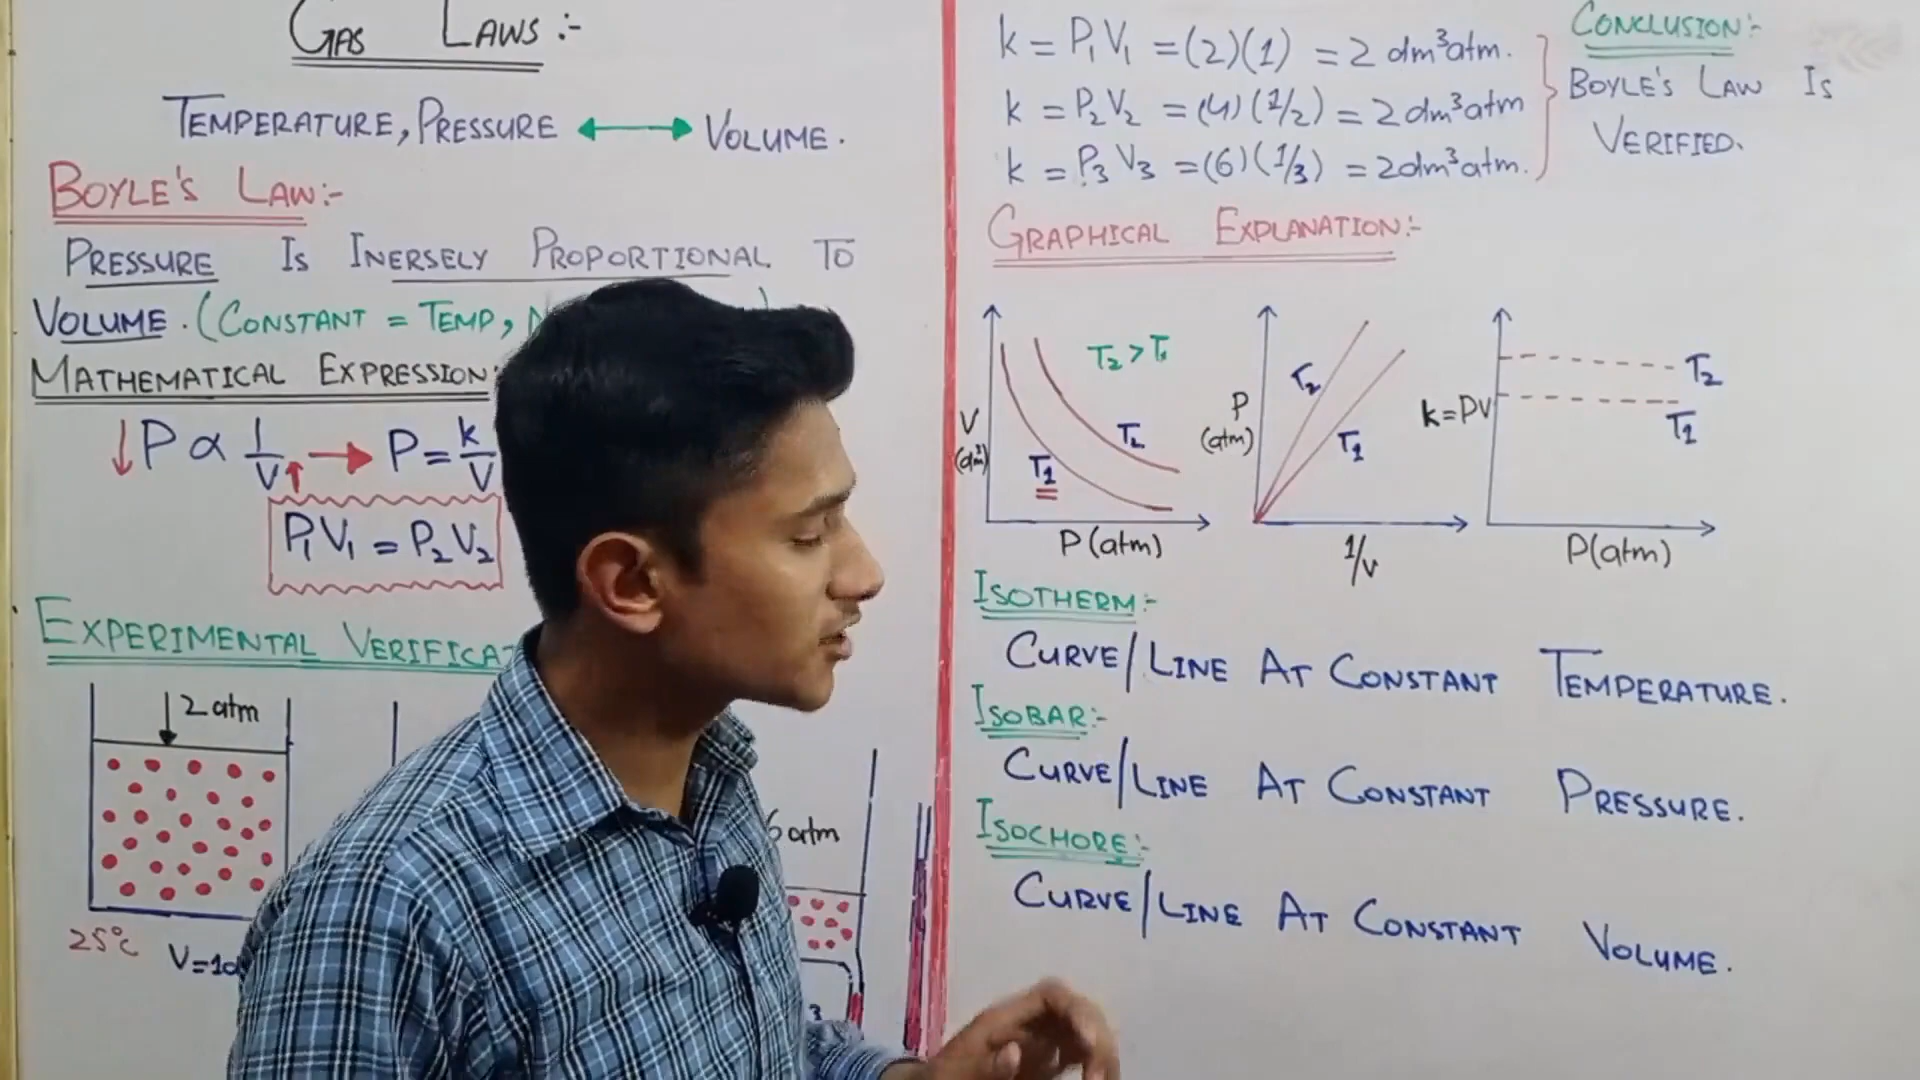 GAS LAWS:-
TEMPERATURE, PRESSURE ⟷ VOLUME.
BOYLE'S LAW:-
PRESSURE IS INERSELY PROPORTIONAL TO
VOLUME. (CONSTANT = TEMP,
MATHEMATICAL EXPRESSION:
↓P ∝ 1/V↑ → P = k/V
P₁V₁ = P₂V₂
EXPERIMENTAL
2 atm
25°C
6 atm
k = P₁V₁ = (2)(1) = 2 dm³atm.
k = P₂V₂ = (4)(1/2) = 2 dm³atm
k = P₃V₃ = (6)(1/3) = 2dm³atm.
CONCLUSION:-
BOYLE'S LAW IS
VERIFIED.
GRAPHICAL EXPLANATION:-
T₂ > T₁
V
(dm³)
T₁
T₂
P(atm)
P
(atm)
T₂
T₁
1/v
k=PV
T₂
T₁
P(atm)
ISOTHERM:-
CURVE/LINE AT CONSTANT TEMPERATURE.
ISOBAR:-
CURVE/LINE AT CONSTANT PRESSURE.
ISOCHORE:-
CURVE/LINE AT CONSTANT VOLUME.